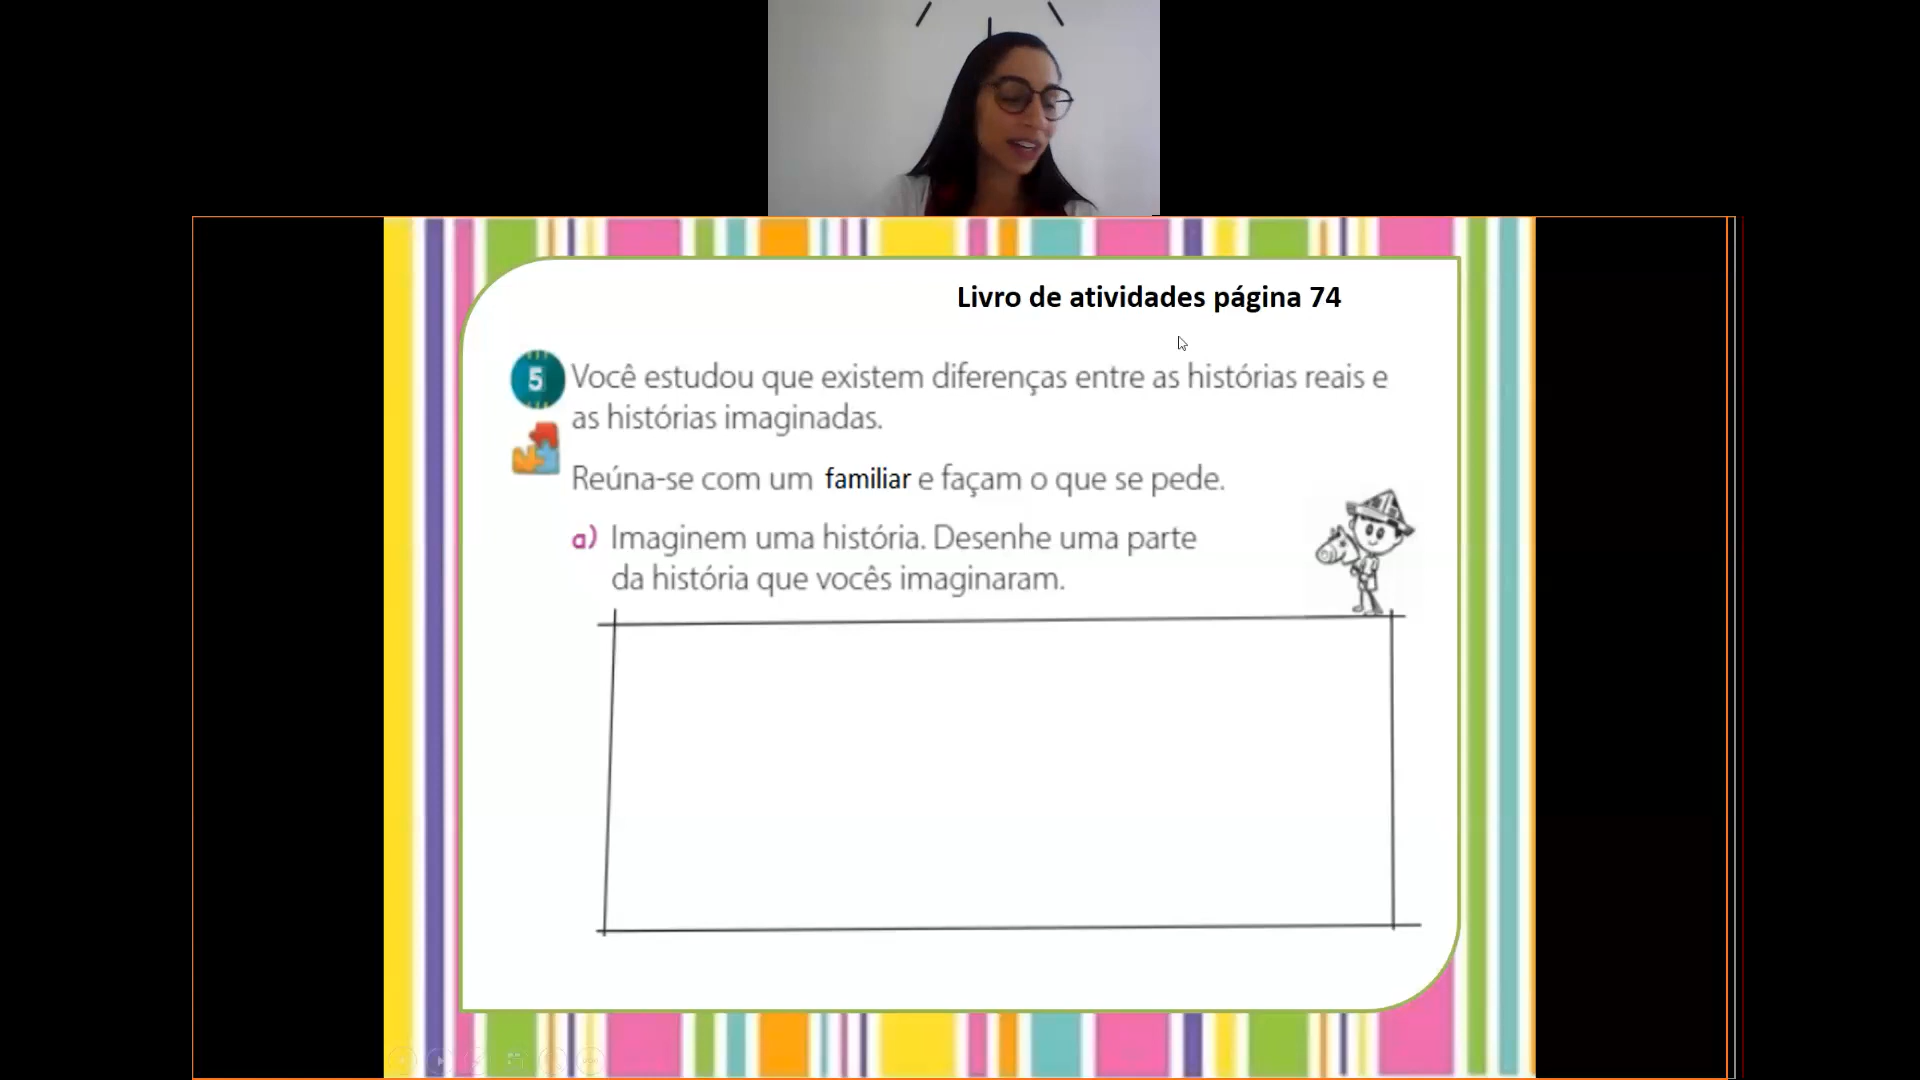 Livro de atividades página 74
5 Você estudou que existem diferenças entre as histórias reais e
as histórias imaginadas.
Reúna-se com um familiar e façam o que se pede.
a) Imaginem uma história. Desenhe uma parte
da história que vocês imaginaram.